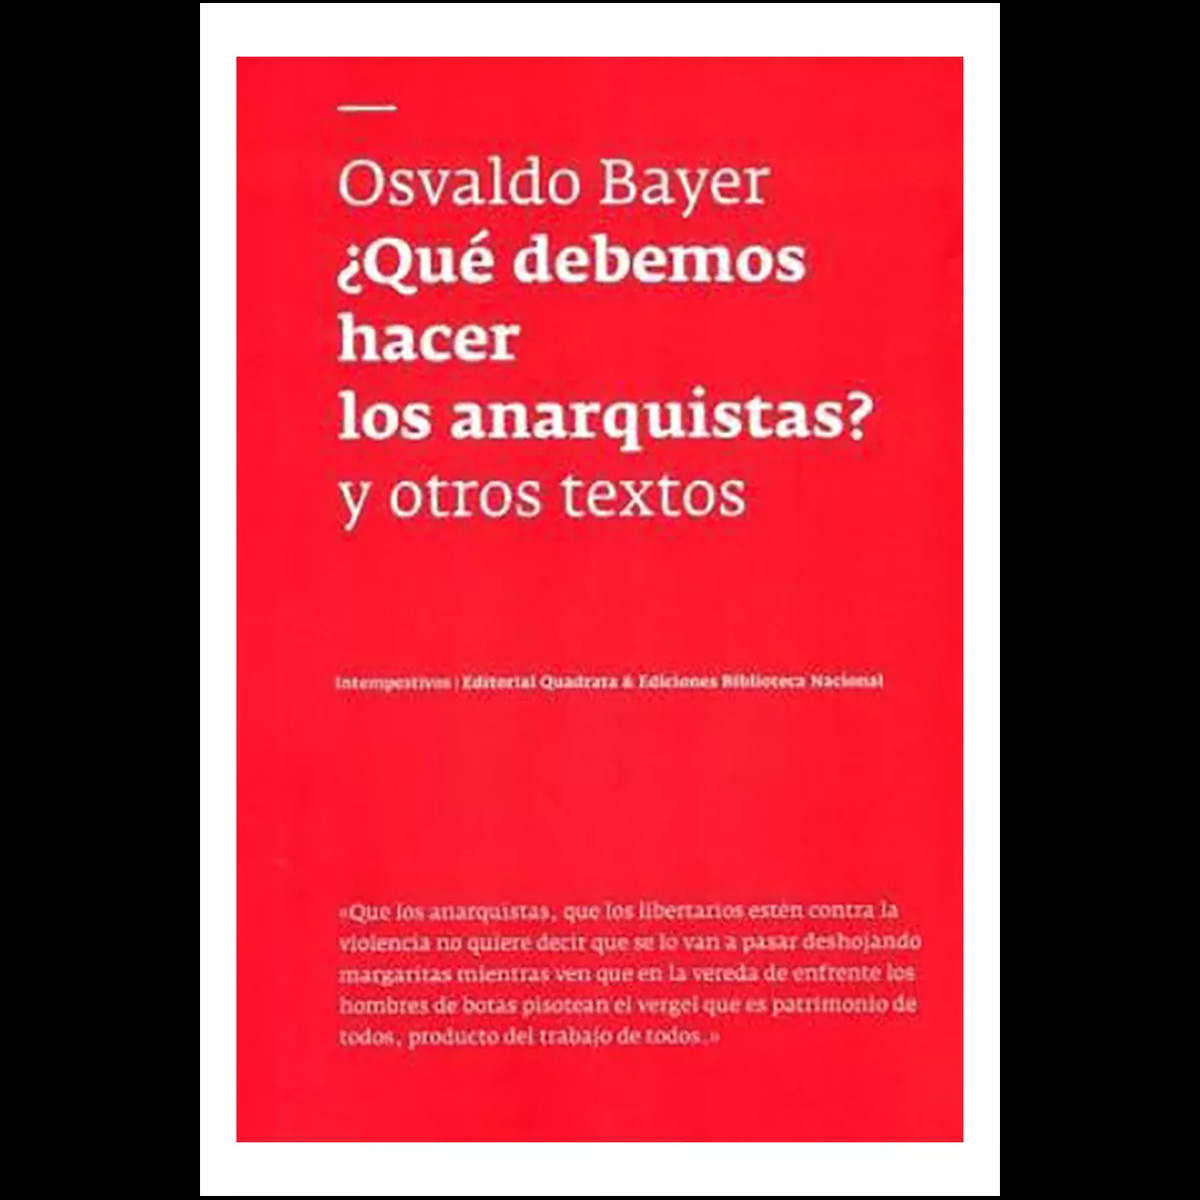 Osvaldo Bayer
¿Qué debemos
hacer
los anarquistas?
y otros textos
Intempestivos | Editorial Quadrata & Ediciones Biblioteca Nacional
«Que los anarquistas, que los libertarios estén contra la
violencia no quiere decir que se lo van a pasar deshojando
margaritas mientras ven que en la vereda de enfrente los
hombres de botas pisotean el vergel que es patrimonio de
todos, producto del trabajo de todos.»